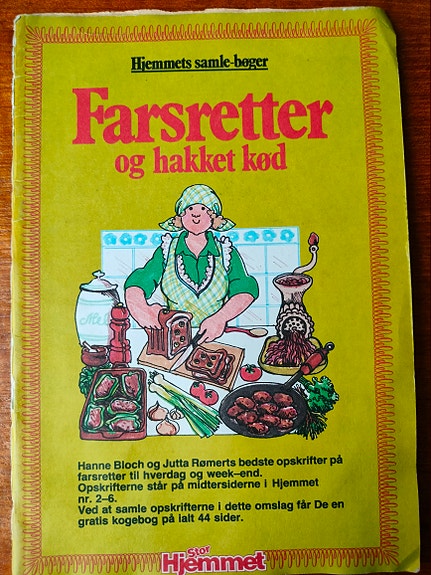 Hjemmets samle-bøger
Farsretter
og hakket kød
Hanne Bloch og Jutta Rømerts bedste opskrifter på
farsretter til hverdag og week-end.
Opskrifterne står på midtersiderne i Hjemmet
nr. 2-6.
Ved at samle opskrifterne i dette omslag får De en
gratis kogebog på ialt 44 sider.
Stor
Hjemmet